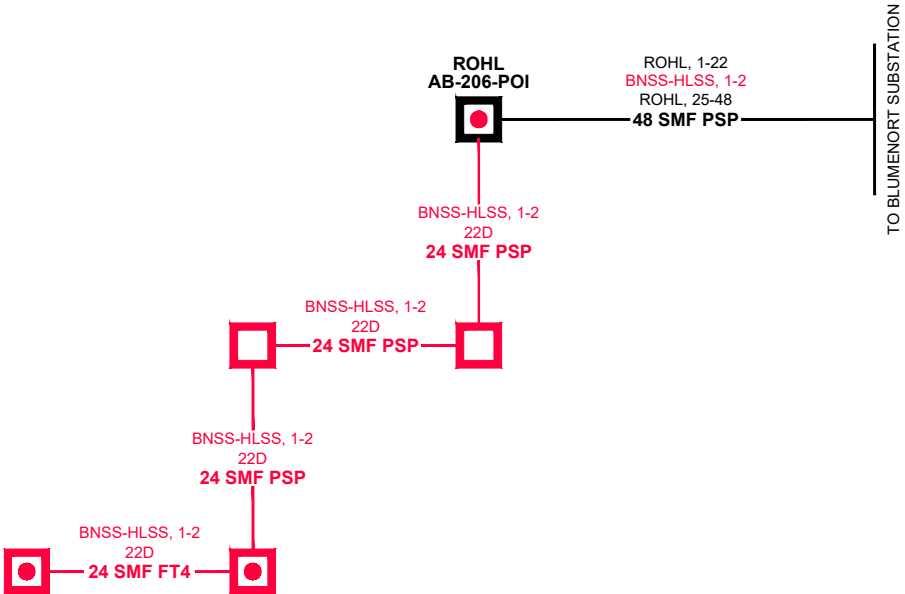 ROHL
AB-206-POI
ROHL, 1-22
BNSS-HLSS, 1-2
ROHL, 25-48
48 SMF PSP
TO BLUMENORT SUBSTATION
BNSS-HLSS, 1-2
22D
24 SMF PSP
BNSS-HLSS, 1-2
22D
24 SMF PSP
BNSS-HLSS, 1-2
22D
24 SMF PSP
BNSS-HLSS, 1-2
22D
24 SMF FT4